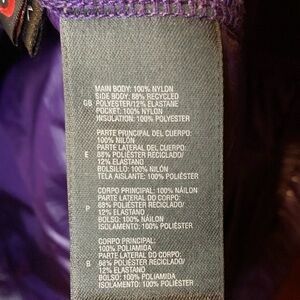 MAIN BODY: 100% NYLON
SIDE BODY: 88% RECYCLED
GB POLYESTER/12% ELASTANE
POCKET: 100% NYLON
INSULATION: 100% POLYESTER
PARTE PRINCIPAL DEL CUERPO:
100% NILÓN
PARTE LATERAL DEL CUERPO:
E 88% POLIÉSTER RECICLADO/
12% ELASTANO
BOLSILLO: 100% NILÓN
TELA AISLANTE: 100% POLIÉSTER
CORPO PRINCIPAL: 100% NÁILON
PARTE LATERAL DO CORPO:
P 88% POLIÉSTER RECICLADO/
12% ELASTANO
BOLSO: 100% NÁILON
ISOLAMENTO: 100% POLIÉSTER
CORPO PRINCIPAL:
100% POLIAMIDA
PARTE LATERAL DO CORPO:
B 88% POLIÉSTER RECICLADO/
12% ELASTANO
BOLSO: 100% POLIAMIDA
ISOLAMENTO: 100% POLIÉSTER